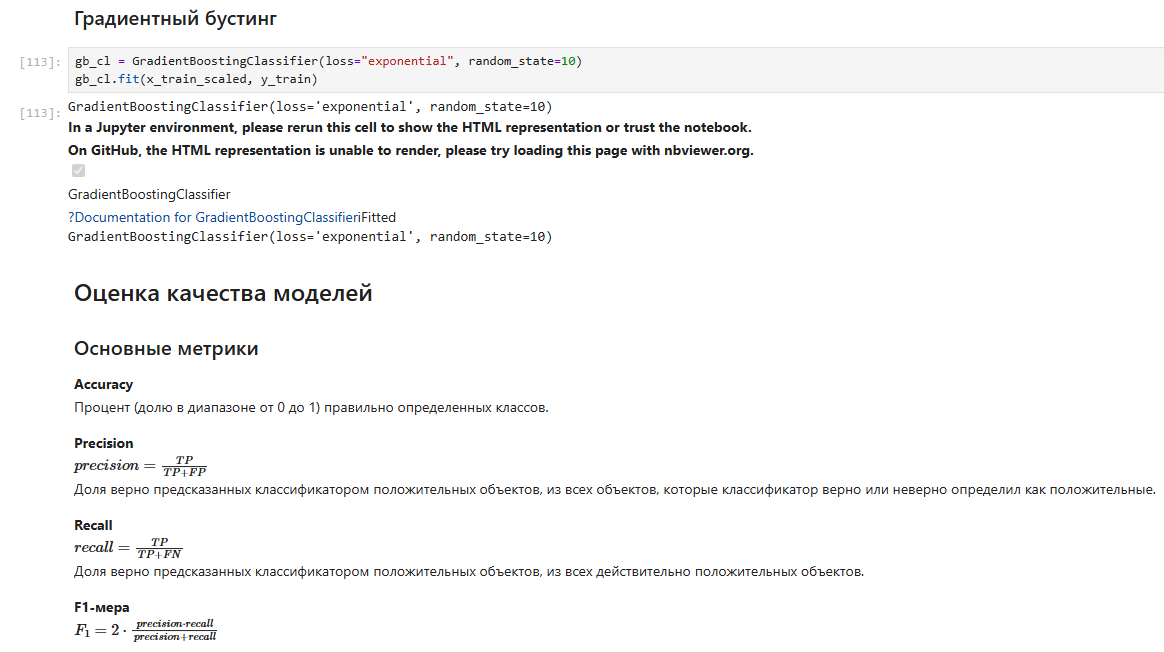 Градиентный бустинг
[113]:
gb_cl = GradientBoostingClassifier(loss="exponential", random_state=10)
gb_cl.fit(x_train_scaled, y_train)
[113]:
GradientBoostingClassifier(loss='exponential', random_state=10)
In a Jupyter environment, please rerun this cell to show the HTML representation or trust the notebook.
On GitHub, the HTML representation is unable to render, please try loading this page with nbviewer.org.
GradientBoostingClassifier
?Documentation for GradientBoostingClassifieriFitted
GradientBoostingClassifier(loss='exponential', random_state=10)
Оценка качества моделей
Основные метрики
Accuracy
Процент (долю в диапазоне от 0 до 1) правильно определенных классов.
Precision
precision = TP / TP+FP
Доля верно предсказанных классификатором положительных объектов, из всех объектов, которые классификатор верно или неверно определил как положительные.
Recall
recall = TP / TP+FN
Доля верно предсказанных классификатором положительных объектов, из всех действительно положительных объектов.
F1-мера
F₁ = 2 · precision·recall / precision+recall